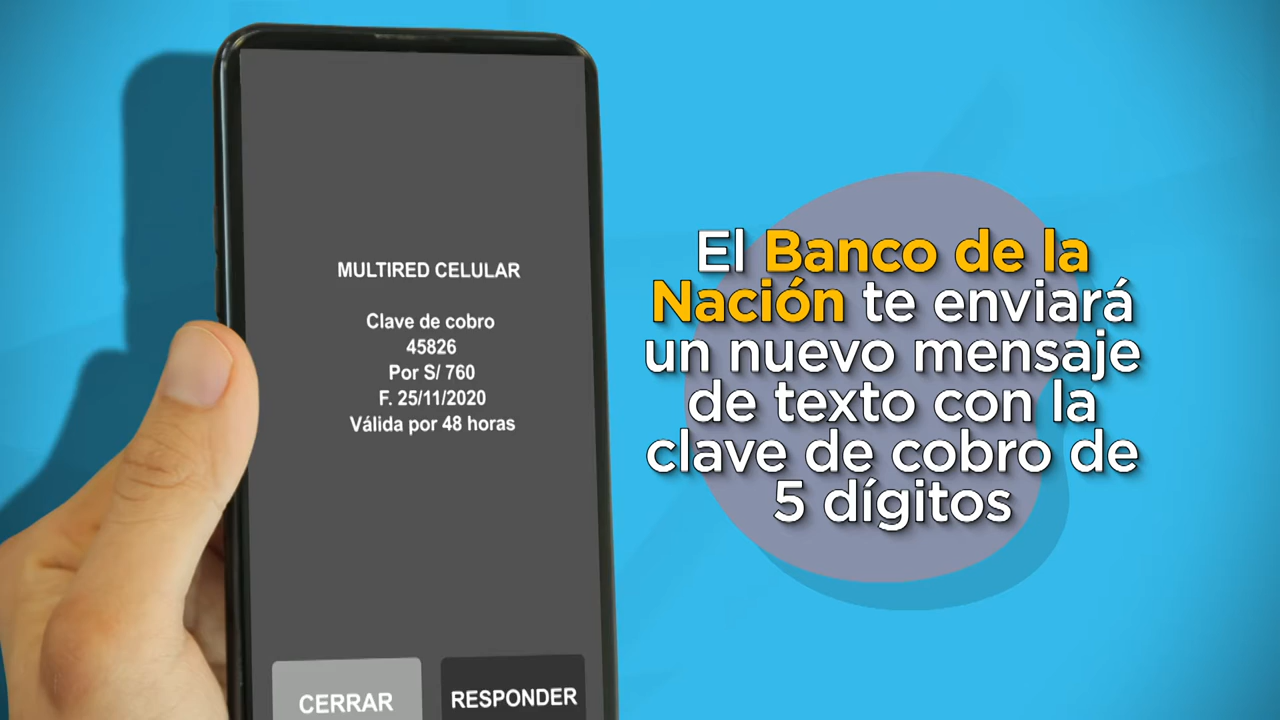 MULTIRED CELULAR
Clave de cobro
45826
Por S/ 760
F. 25/11/2020
Válida por 48 horas
CERRAR
RESPONDER
El Banco de la
Nación te enviará
un nuevo mensaje
de texto con la
clave de cobro de
5 dígitos